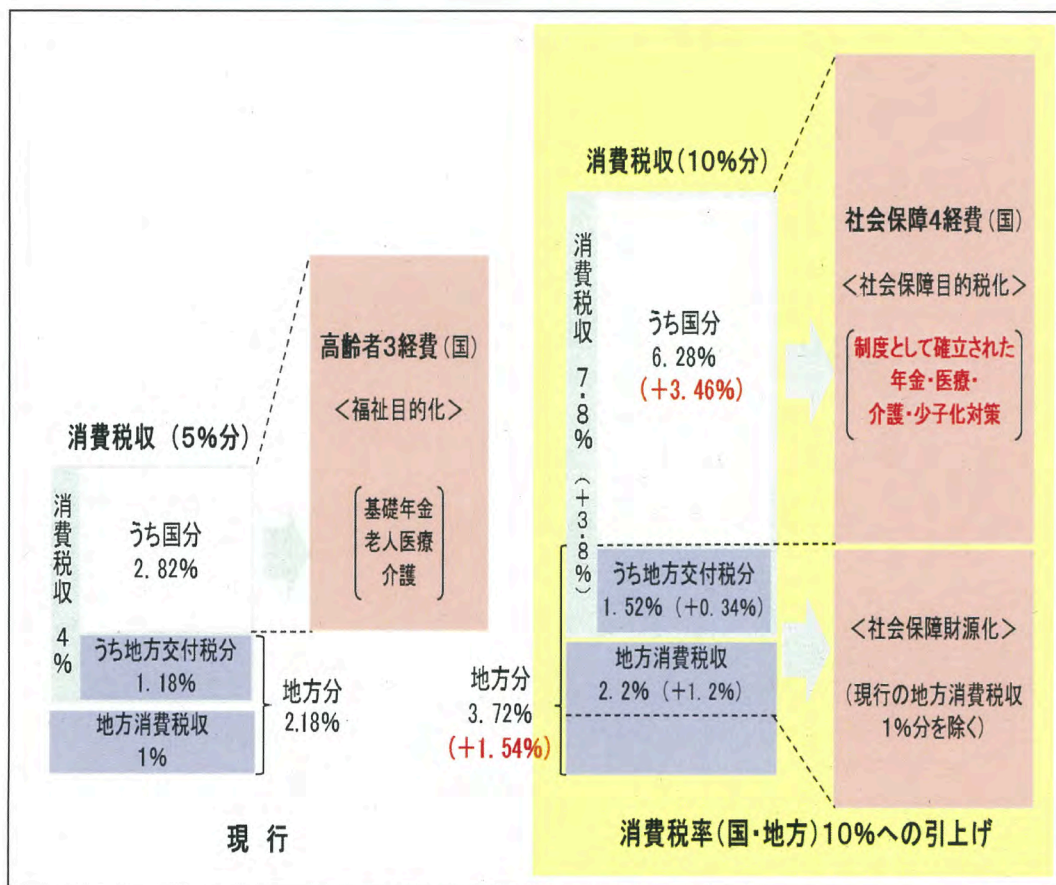 消費税収（5%分）
消費税収 4%
うち国分
2.82%
うち地方交付税分
1.18%
地方消費税収
1%
地方分
2.18%
高齢者3経費（国）
＜福祉目的化＞
基礎年金
老人医療
介護
現 行
消費税収（10%分）
消費税収 7.8%（＋3.8%）
うち国分
6.28%
（＋3.46%）
うち地方交付税分
1.52%（+0.34%）
地方消費税収
2.2%（+1.2%）
地方分
3.72%
（＋1.54%）
社会保障4経費（国）
＜社会保障目的税化＞
制度として確立された
年金・医療・
介護・少子化対策
＜社会保障財源化＞
（現行の地方消費税収
1%分を除く）
消費税率（国・地方）10%への引上げ